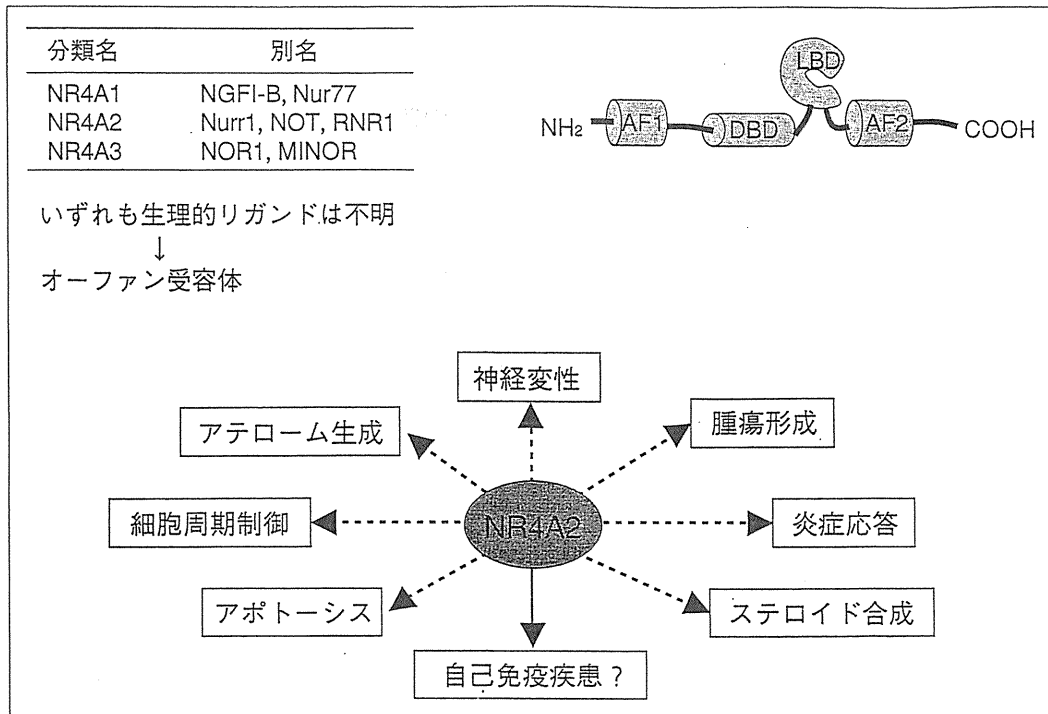 分類名 別名
NR4A1 NGFI-B, Nur77
NR4A2 Nurr1, NOT, RNR1
NR4A3 NOR1, MINOR
いずれも生理的リガンドは不明
↓
オーファン受容体
LBD
NH₂ AF1 DBD AF2 COOH
神経変性
アテローム生成 腫瘍形成
細胞周期制御 NR4A2 炎症応答
アポトーシス ステロイド合成
自己免疫疾患？